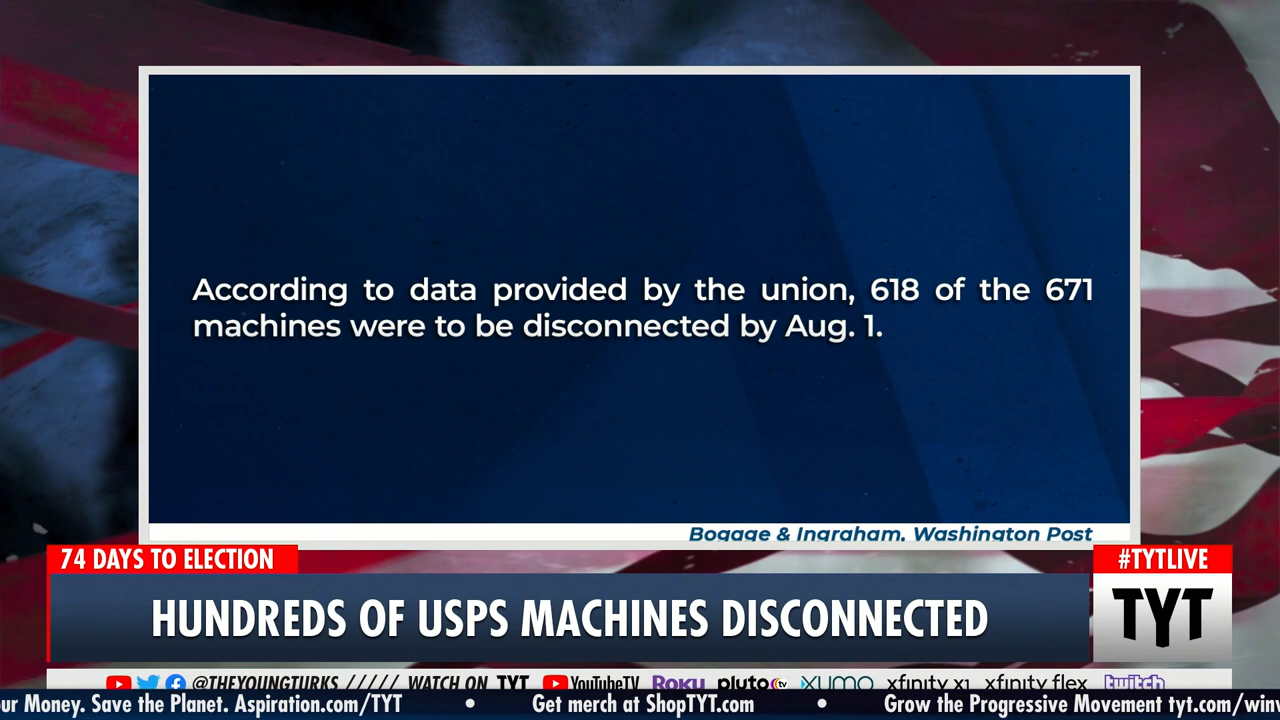 According to data provided by the union, 618 of the 671
machines were to be disconnected by Aug. 1.
Bogage & Ingraham, Washington Post
74 DAYS TO ELECTION
#TYTLIVE
HUNDREDS OF USPS MACHINES DISCONNECTED
TYT
@THEYOUNGTURKS ///// WATCH ON TYT YouTubeTV Roku pluto tv xumo xfinity x1 xfinity flex twitch
our Money. Save the Planet. Aspiration.com/TYT • Get merch at ShopTYT.com • Grow the Progressive Movement tyt.com/winv